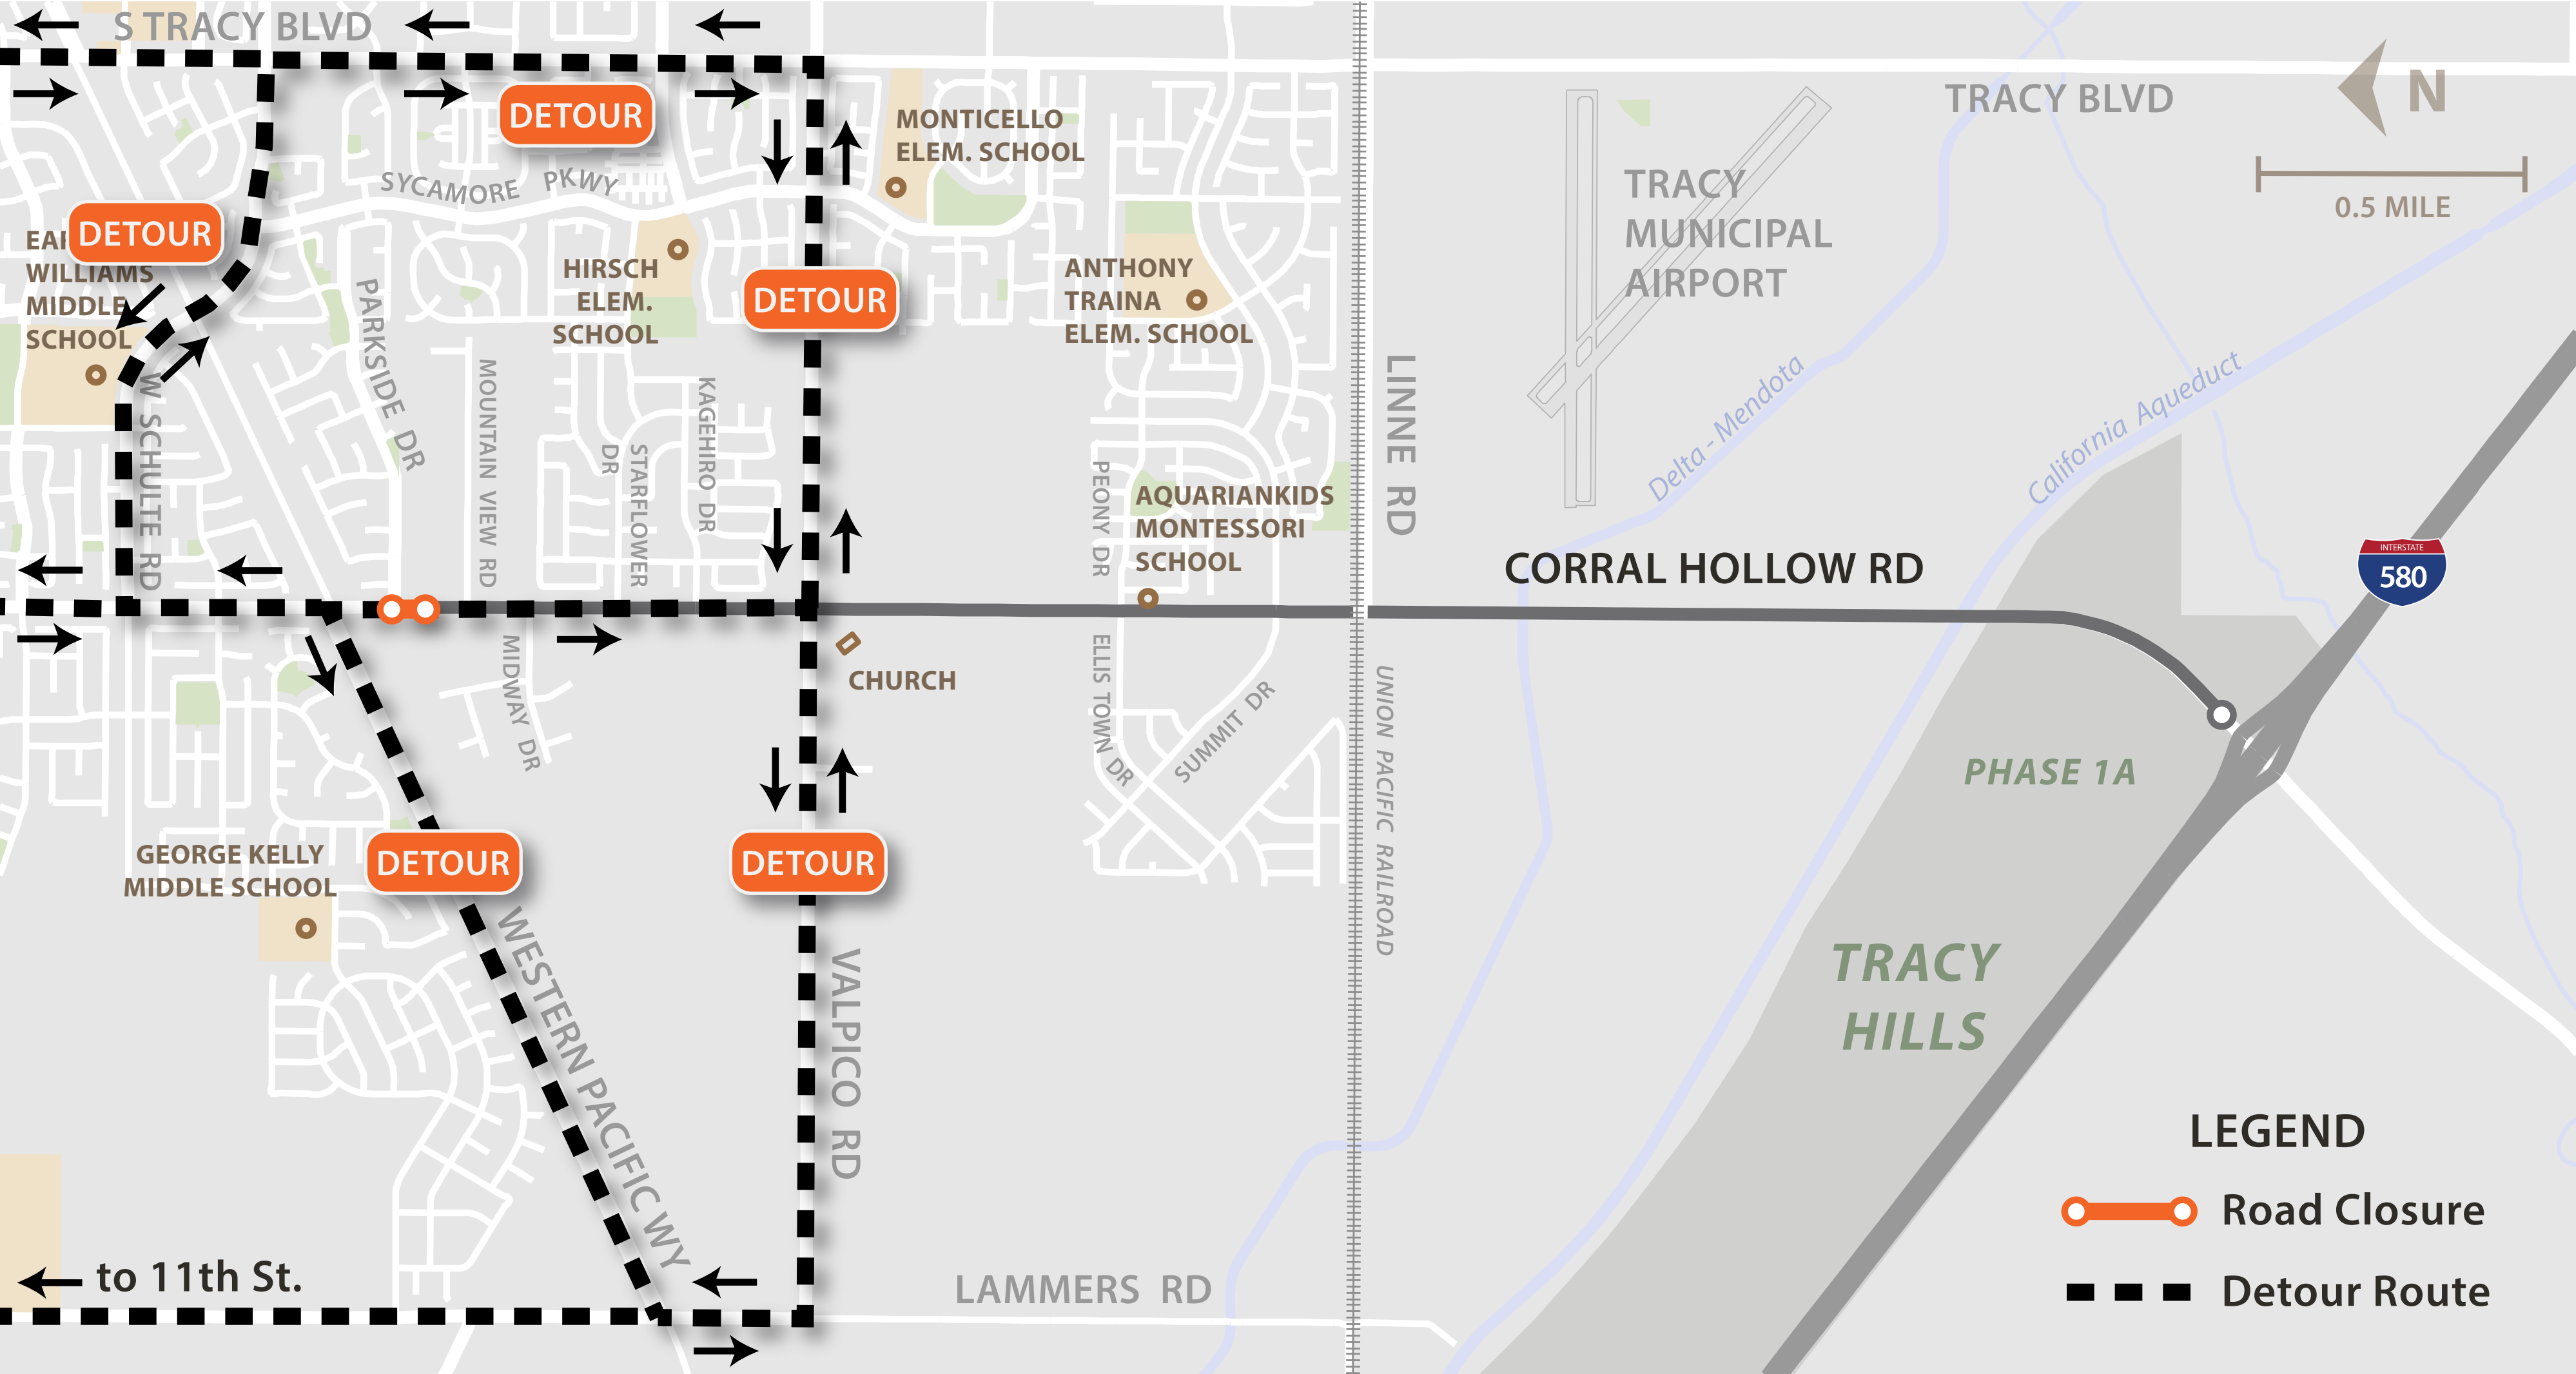 S TRACY BLVD
N
TRACY BLVD
0.5 MILE
DETOUR
MONTICELLO
ELEM. SCHOOL
SYCAMORE PKWY
TRACY
MUNICIPAL
AIRPORT
DETOUR
WILLIAMS
MIDDLE
SCHOOL
HIRSCH
ELEM.
SCHOOL
DETOUR
ANTHONY
TRAINA
ELEM. SCHOOL
PARKSIDE DR
W SCHULTE RD
MOUNTAIN VIEW RD
STARFLOWER
DR
KAGEHIRO DR
PEONY DR
AQUARIANKIDS
MONTESSORI
SCHOOL
LINNE RD
Delta - Mendota
California Aqueduct
CORRAL HOLLOW RD
INTERSTATE
580
MIDWAY DR
CHURCH
ELLIS TOWN DR
SUMMIT DR
UNION PACIFIC RAILROAD
PHASE 1A
GEORGE KELLY
MIDDLE SCHOOL
DETOUR
DETOUR
WESTERN PACIFIC WY
VALPICO RD
TRACY
HILLS
LEGEND
Road Closure
Detour Route
to 11th St.
LAMMERS RD